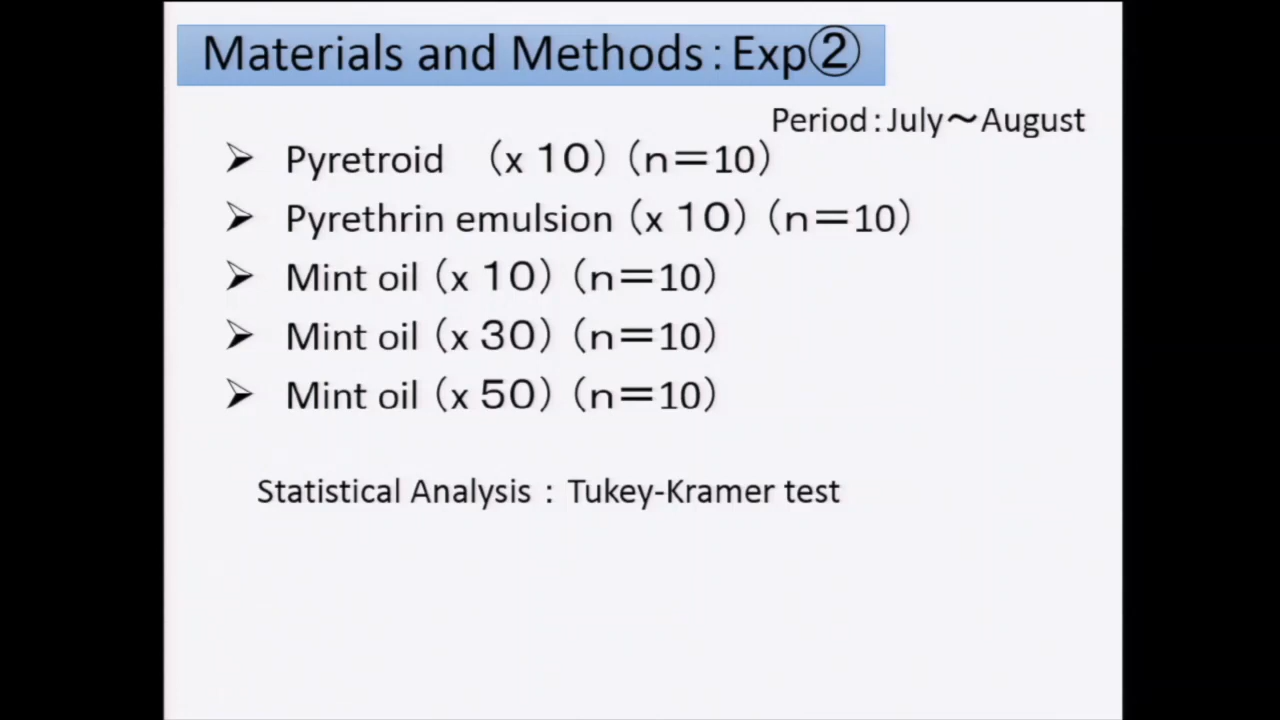 Materials and Methods：Exp②
Period：July～August
➢ Pyretroid （x １０）（n＝10）
➢ Pyrethrin emulsion（x １０）（n＝10）
➢ Mint oil（x １０）（n＝10）
➢ Mint oil（x ３０）（n＝10）
➢ Mint oil（x ５０）（n＝10）
Statistical Analysis： Tukey-Kramer test